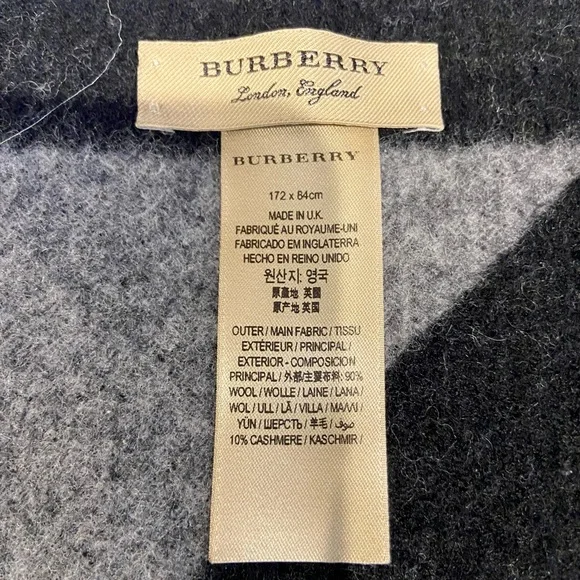 BURBERRY
London, England
BURBERRY
172 x 84cm
MADE IN U.K.
FABRIQUÉ AU ROYAUME-UNI
FABRICADO EM INGLATERRA
HECHO EN REINO UNIDO
원산지: 영국
原產地 英國
原产地 英国
OUTER / MAIN FABRIC / TISSU
EXTÉRIEUR / PRINCIPAL /
EXTERIOR - COMPOSICION
PRINCIPAL / 外部/主要布料: 90%
WOOL / WOLLE / LAINE / LANA /
WOL / ULL / LÃ / VILLA / ΜΑΛΛΙ /
YÜN / ШЕРСТЬ / 羊毛 / صوف /
10% CASHMERE / KASCHMIR /